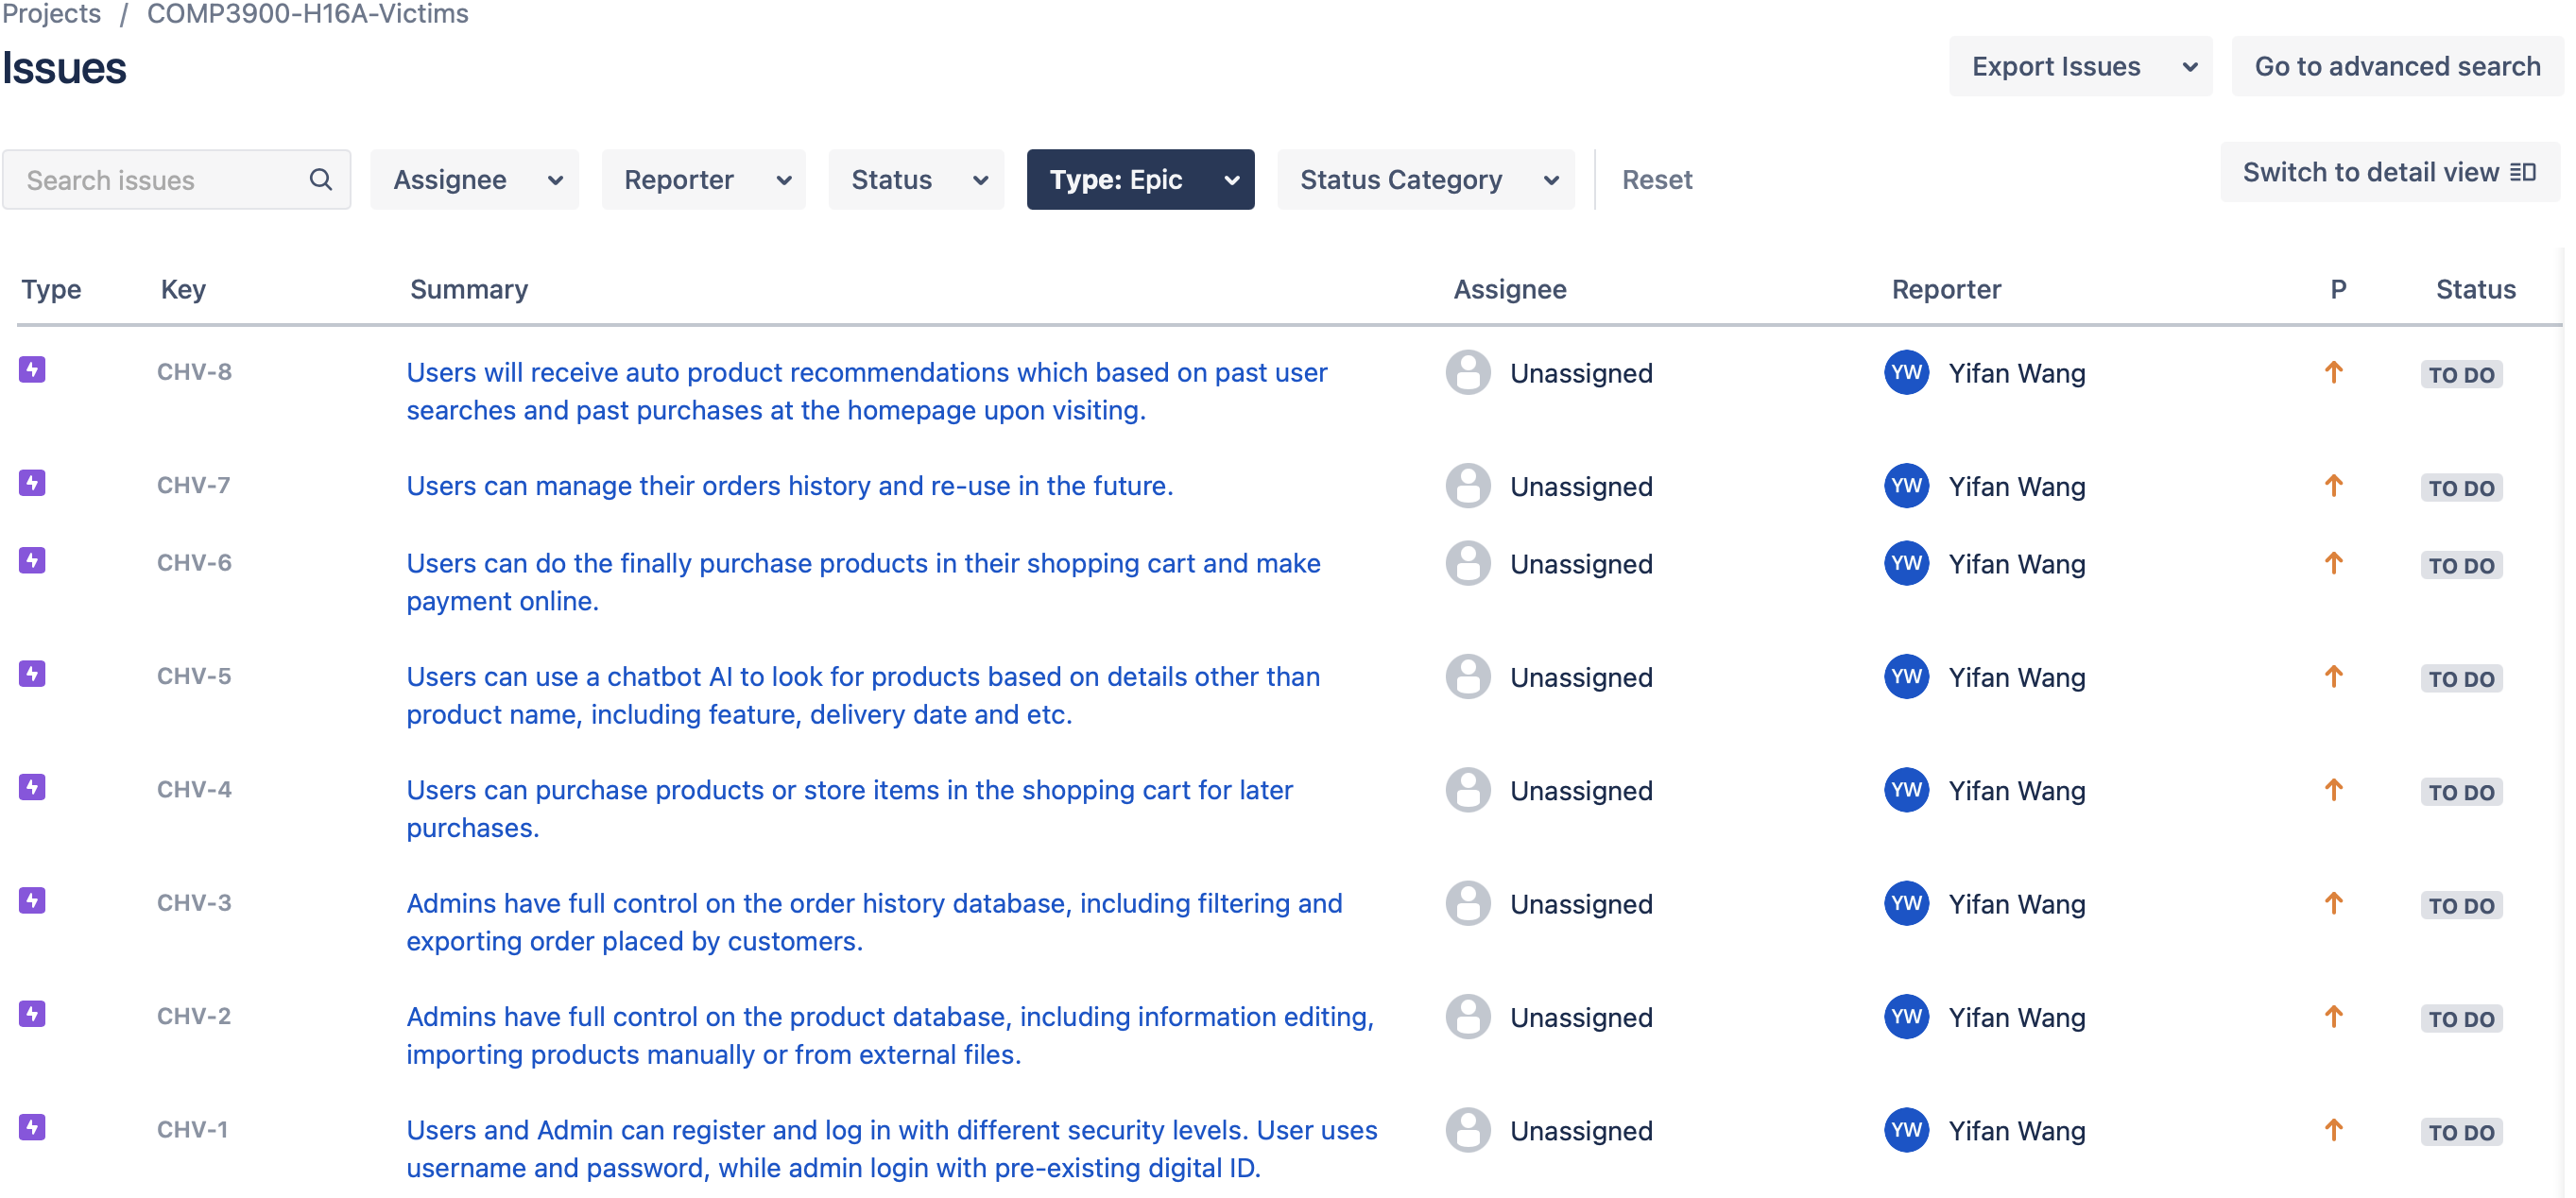 Projects / COMP3900-H16A-Victims
Issues
Export Issues
Go to advanced search
Search issues
Assignee
Reporter
Status
Type: Epic
Status Category
Reset
Switch to detail view
Type Key Summary Assignee Reporter P Status
CHV-8 Users will receive auto product recommendations which based on past user Unassigned YW Yifan Wang TO DO
searches and past purchases at the homepage upon visiting.
CHV-7 Users can manage their orders history and re-use in the future. Unassigned YW Yifan Wang TO DO
CHV-6 Users can do the finally purchase products in their shopping cart and make Unassigned YW Yifan Wang TO DO
payment online.
CHV-5 Users can use a chatbot AI to look for products based on details other than Unassigned YW Yifan Wang TO DO
product name, including feature, delivery date and etc.
CHV-4 Users can purchase products or store items in the shopping cart for later Unassigned YW Yifan Wang TO DO
purchases.
CHV-3 Admins have full control on the order history database, including filtering and Unassigned YW Yifan Wang TO DO
exporting order placed by customers.
CHV-2 Admins have full control on the product database, including information editing, Unassigned YW Yifan Wang TO DO
importing products manually or from external files.
CHV-1 Users and Admin can register and log in with different security levels. User uses Unassigned YW Yifan Wang TO DO
username and password, while admin login with pre-existing digital ID.